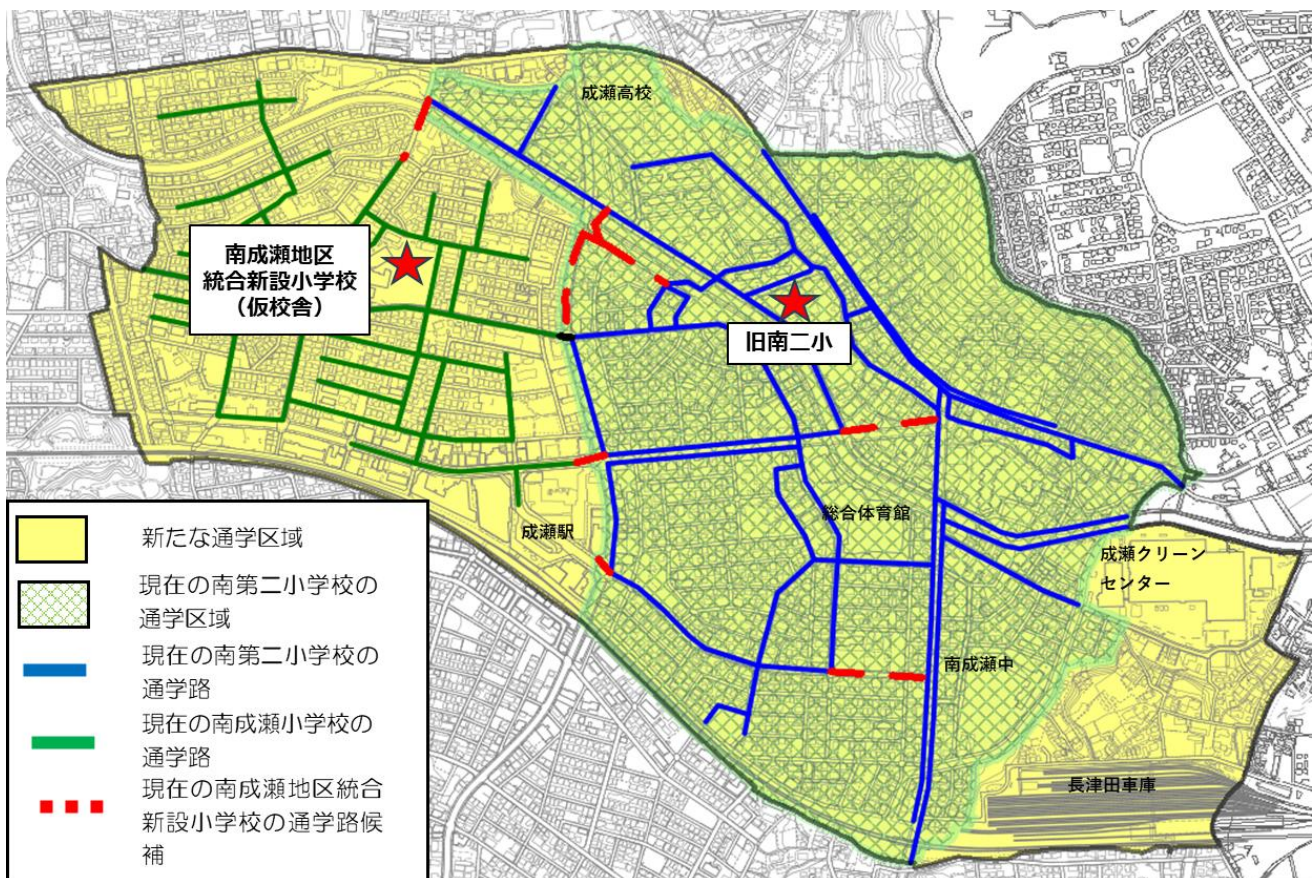 成瀬高校
南成瀬地区
統合新設小学校
（仮校舎）
旧南二小
総合体育館
成瀬駅
成瀬クリーン
センター
南成瀬中
長津田車庫
新たな通学区域
現在の南第二小学校の
通学区域
現在の南第二小学校の
通学路
現在の南成瀬小学校の
通学路
現在の南成瀬地区統合
新設小学校の通学路候
補